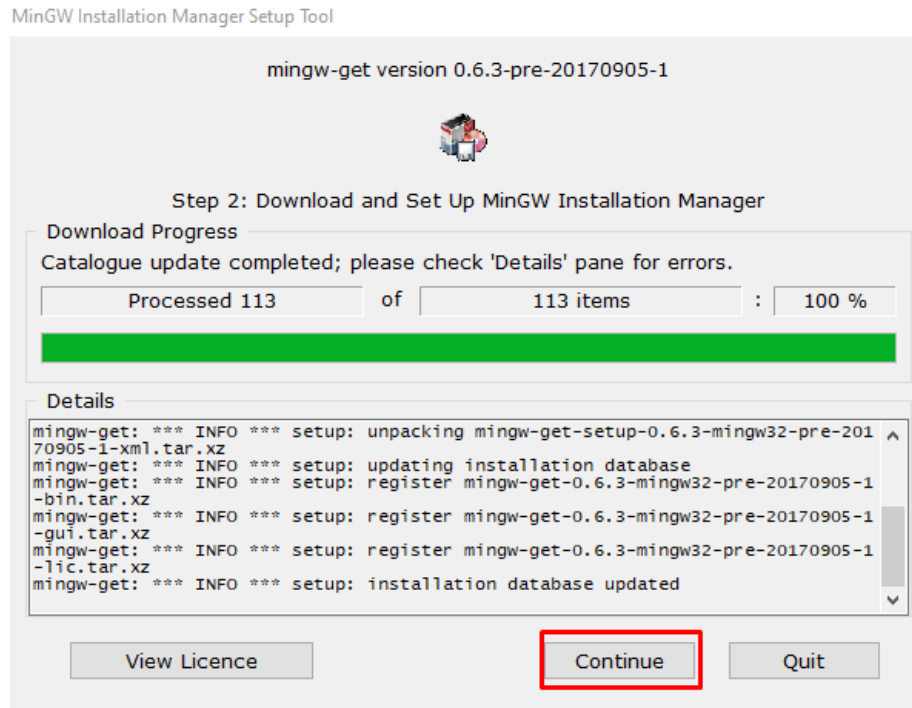 MinGW Installation Manager Setup Tool
mingw-get version 0.6.3-pre-20170905-1
Step 2: Download and Set Up MinGW Installation Manager
Download Progress
Catalogue update completed; please check 'Details' pane for errors.
Processed 113 of 113 items : 100 %
Details
mingw-get: *** INFO *** setup: unpacking mingw-get-setup-0.6.3-mingw32-pre-201
70905-1-xml.tar.xz
mingw-get: *** INFO *** setup: updating installation database
mingw-get: *** INFO *** setup: register mingw-get-0.6.3-mingw32-pre-20170905-1
-bin.tar.xz
mingw-get: *** INFO *** setup: register mingw-get-0.6.3-mingw32-pre-20170905-1
-gui.tar.xz
mingw-get: *** INFO *** setup: register mingw-get-0.6.3-mingw32-pre-20170905-1
-lic.tar.xz
mingw-get: *** INFO *** setup: installation database updated
View Licence Continue Quit